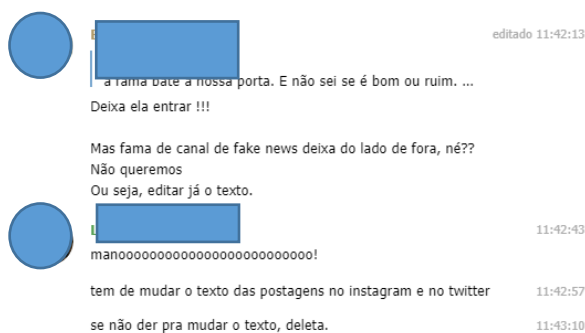 editado 11:42:13
a fama bate à nossa porta. E não sei se é bom ou ruim. ...
Deixa ela entrar !!!
Mas fama de canal de fake news deixa do lado de fora, né??
Não queremos
Ou seja, editar já o texto.
11:42:43
manoooooooooooooooooooooooooo!
tem de mudar o texto das postagens no instagram e no twitter 11:42:57
se não der pra mudar o texto, deleta. 11:43:10